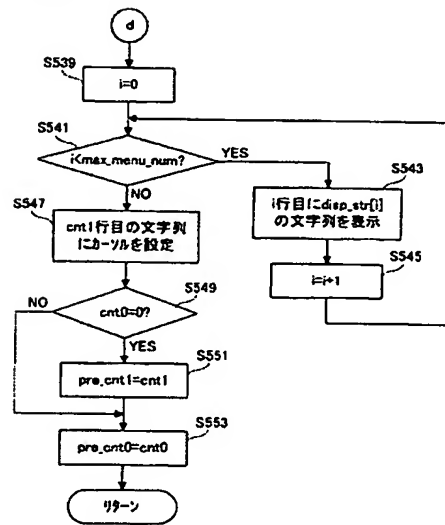 d
S539
i=0
S541
i<max_menu_num?
YES
NO
S543
i行目にdisp_str[i]
の文字列を表示
S545
i=i+1
S547
cnt1行目の文字列
にカーソルを設定
S549
cnt0=0?
NO
YES
S551
pre_cnt1=cnt1
S553
pre_cnt0=cnt0
リターン